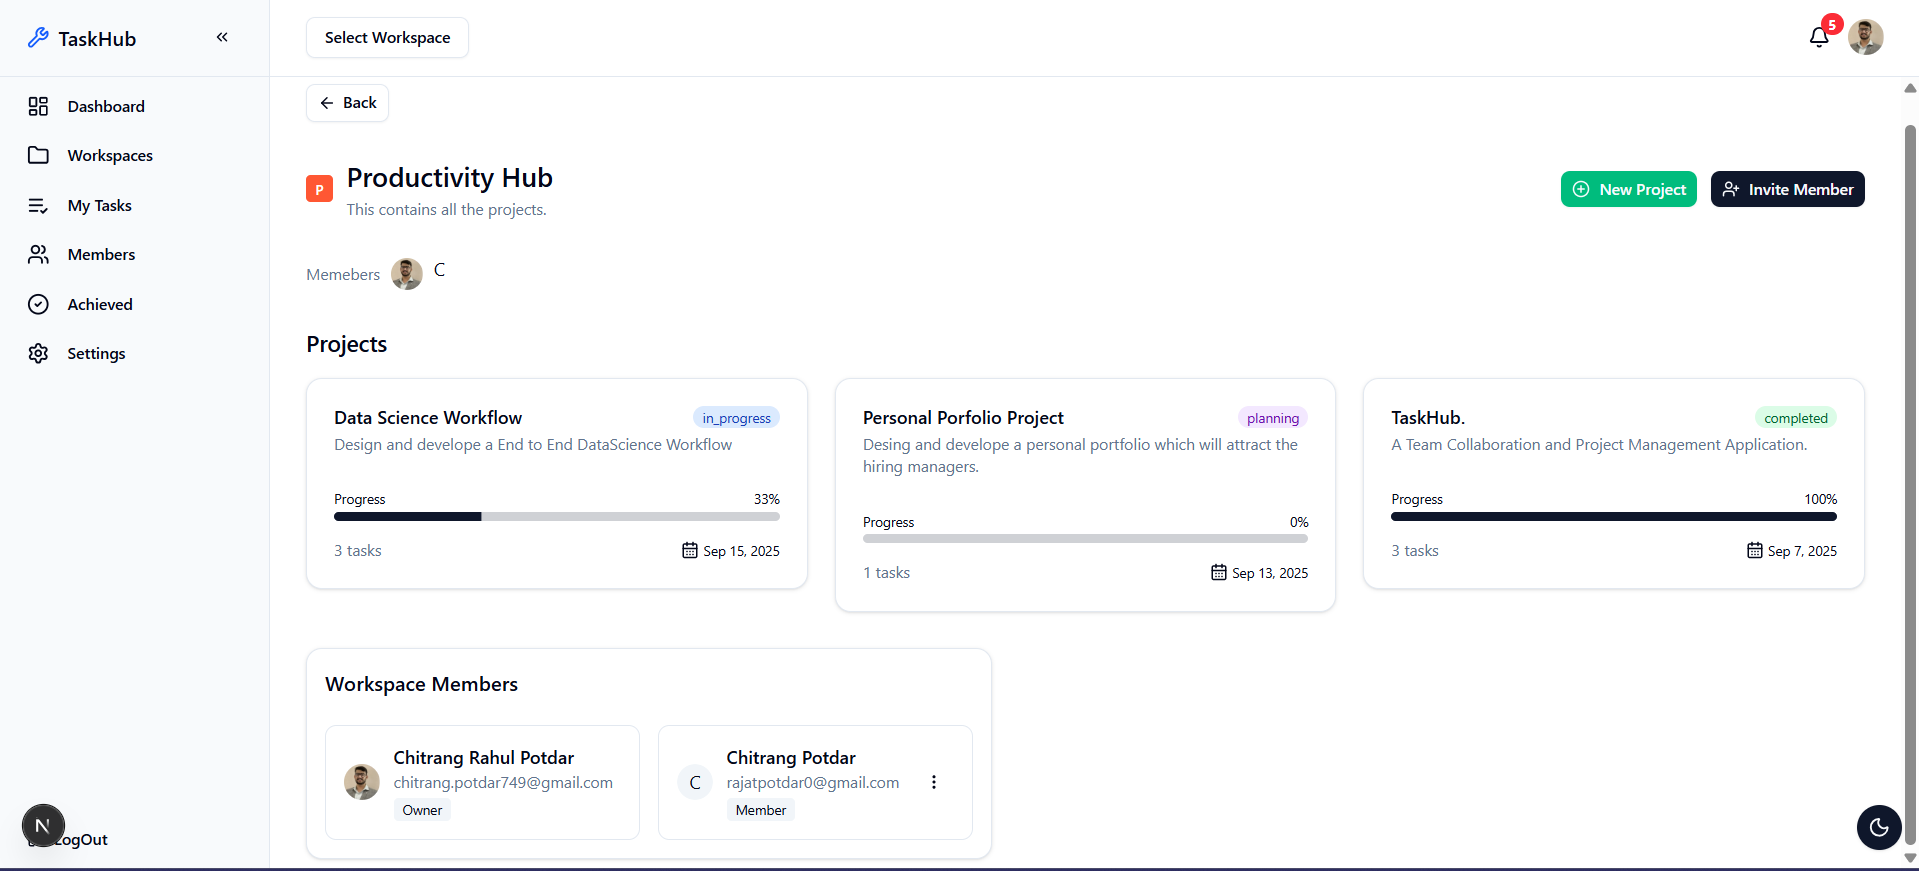 TaskHub
Select Workspace
5
Dashboard
Workspaces
My Tasks
Members
Achieved
Settings
N
LogOut
Back
P
Productivity Hub
This contains all the projects.
New Project
Invite Member
Memebers
C
Projects
Data Science Workflow
in_progress
Design and develope a End to End DataScience Workflow
Progress
33%
3 tasks
Sep 15, 2025
Personal Porfolio Project
planning
Desing and develope a personal portfolio which will attract the
hiring managers.
Progress
0%
1 tasks
Sep 13, 2025
TaskHub.
completed
A Team Collaboration and Project Management Application.
Progress
100%
3 tasks
Sep 7, 2025
Workspace Members
Chitrang Rahul Potdar
chitrang.potdar749@gmail.com
Owner
C
Chitrang Potdar
rajatpotdar0@gmail.com
Member